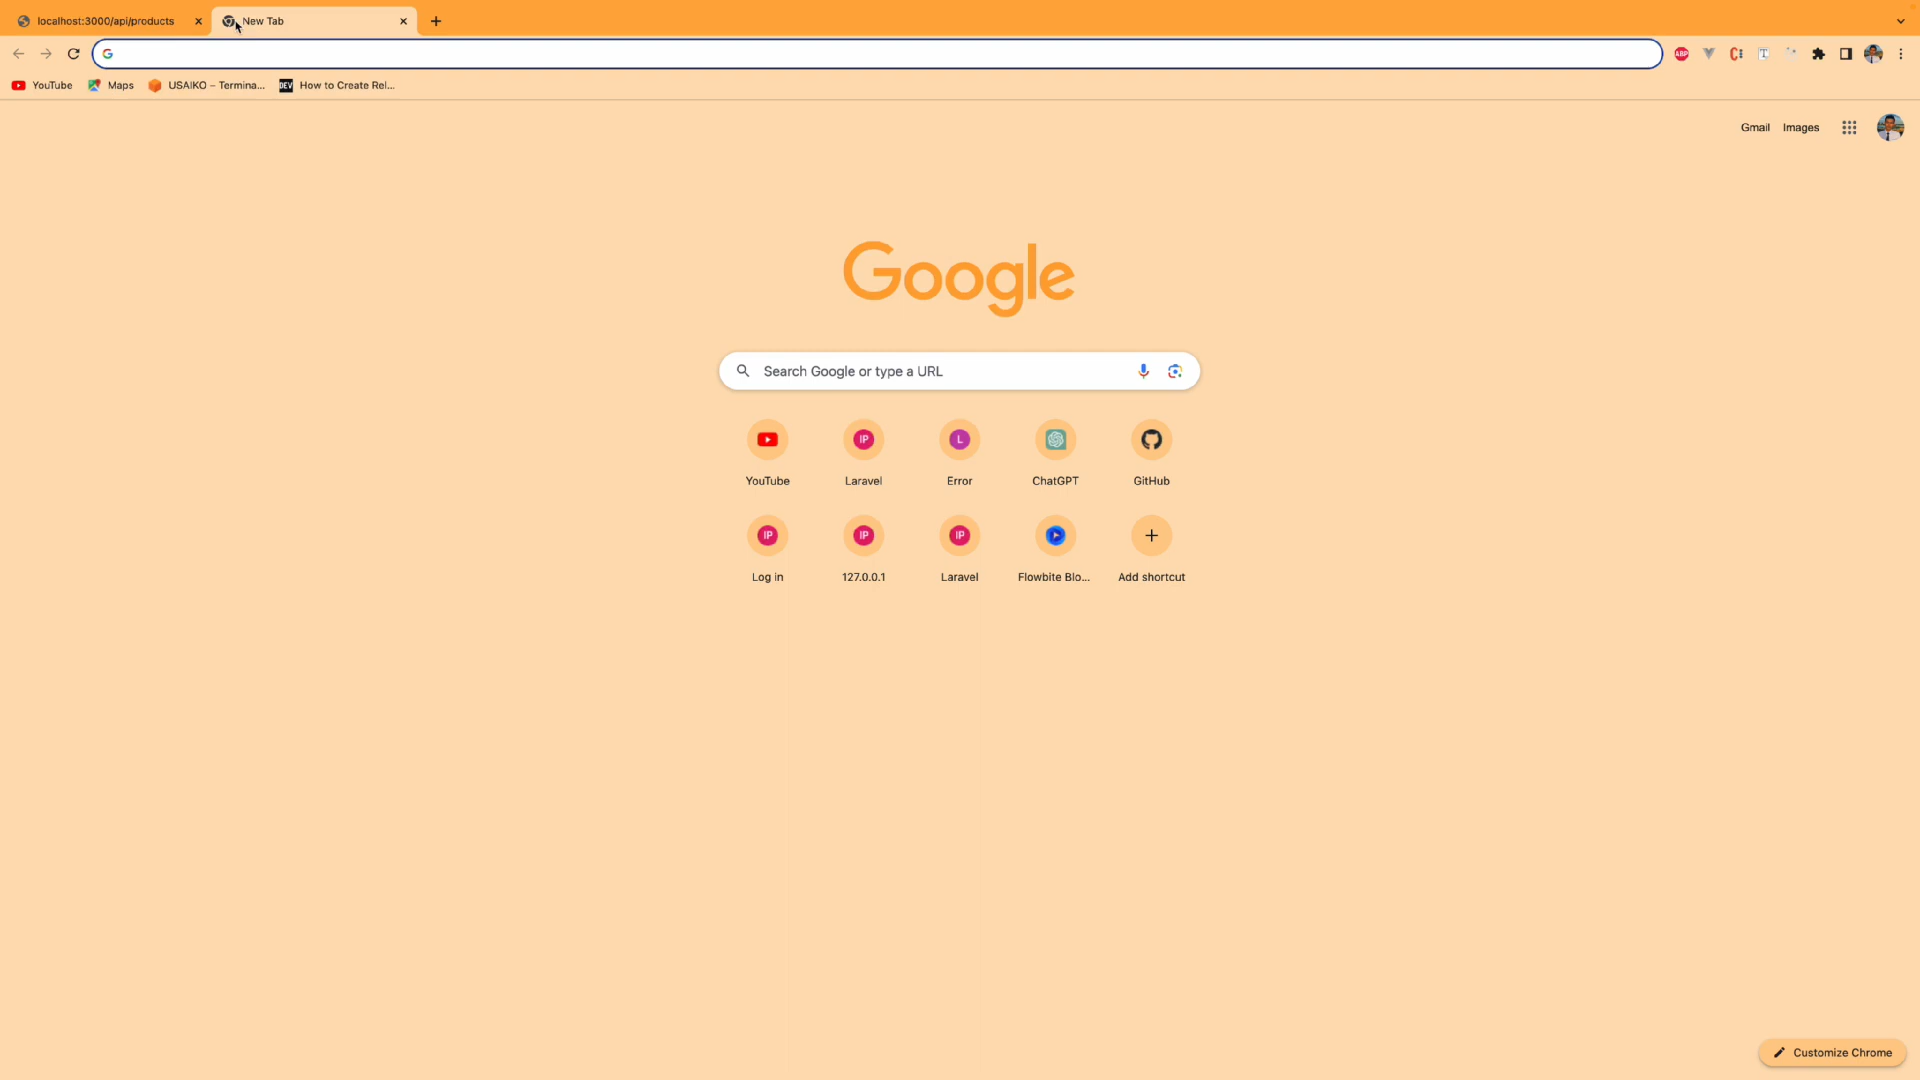 localhost:3000/api/products
New Tab
YouTube
Maps
USAIKO – Termina...
How to Create Rel...
Gmail
Images
Google
Search Google or type a URL
YouTube
Laravel
Error
ChatGPT
GitHub
Log in
127.0.0.1
Laravel
Flowbite Blo...
Add shortcut
Customize Chrome